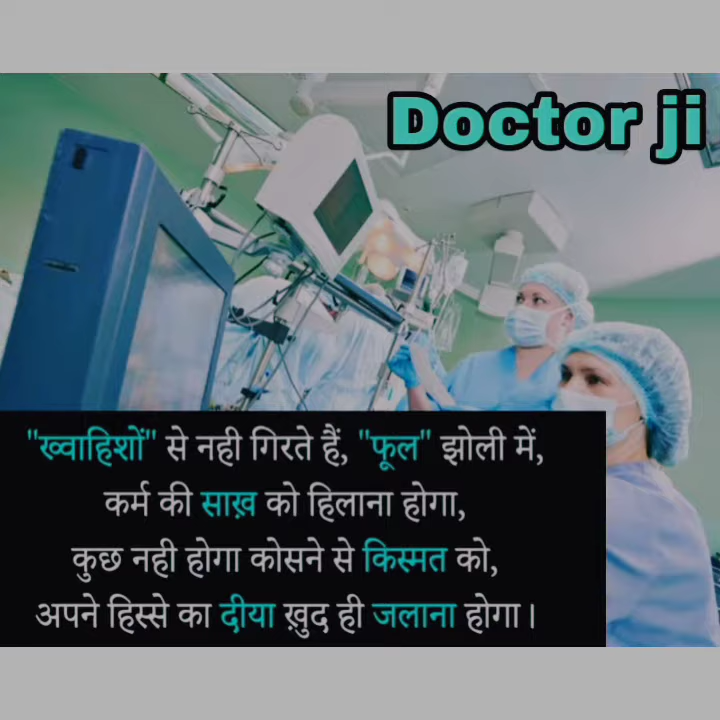 Doctor ji
"ख्वाहिशों" से नही गिरते हैं, "फूल" झोली में,
कर्म की साख़ को हिलाना होगा,
कुछ नही होगा कोसने से किस्मत को,
अपने हिस्से का दीया ख़ुद ही जलाना होगा।